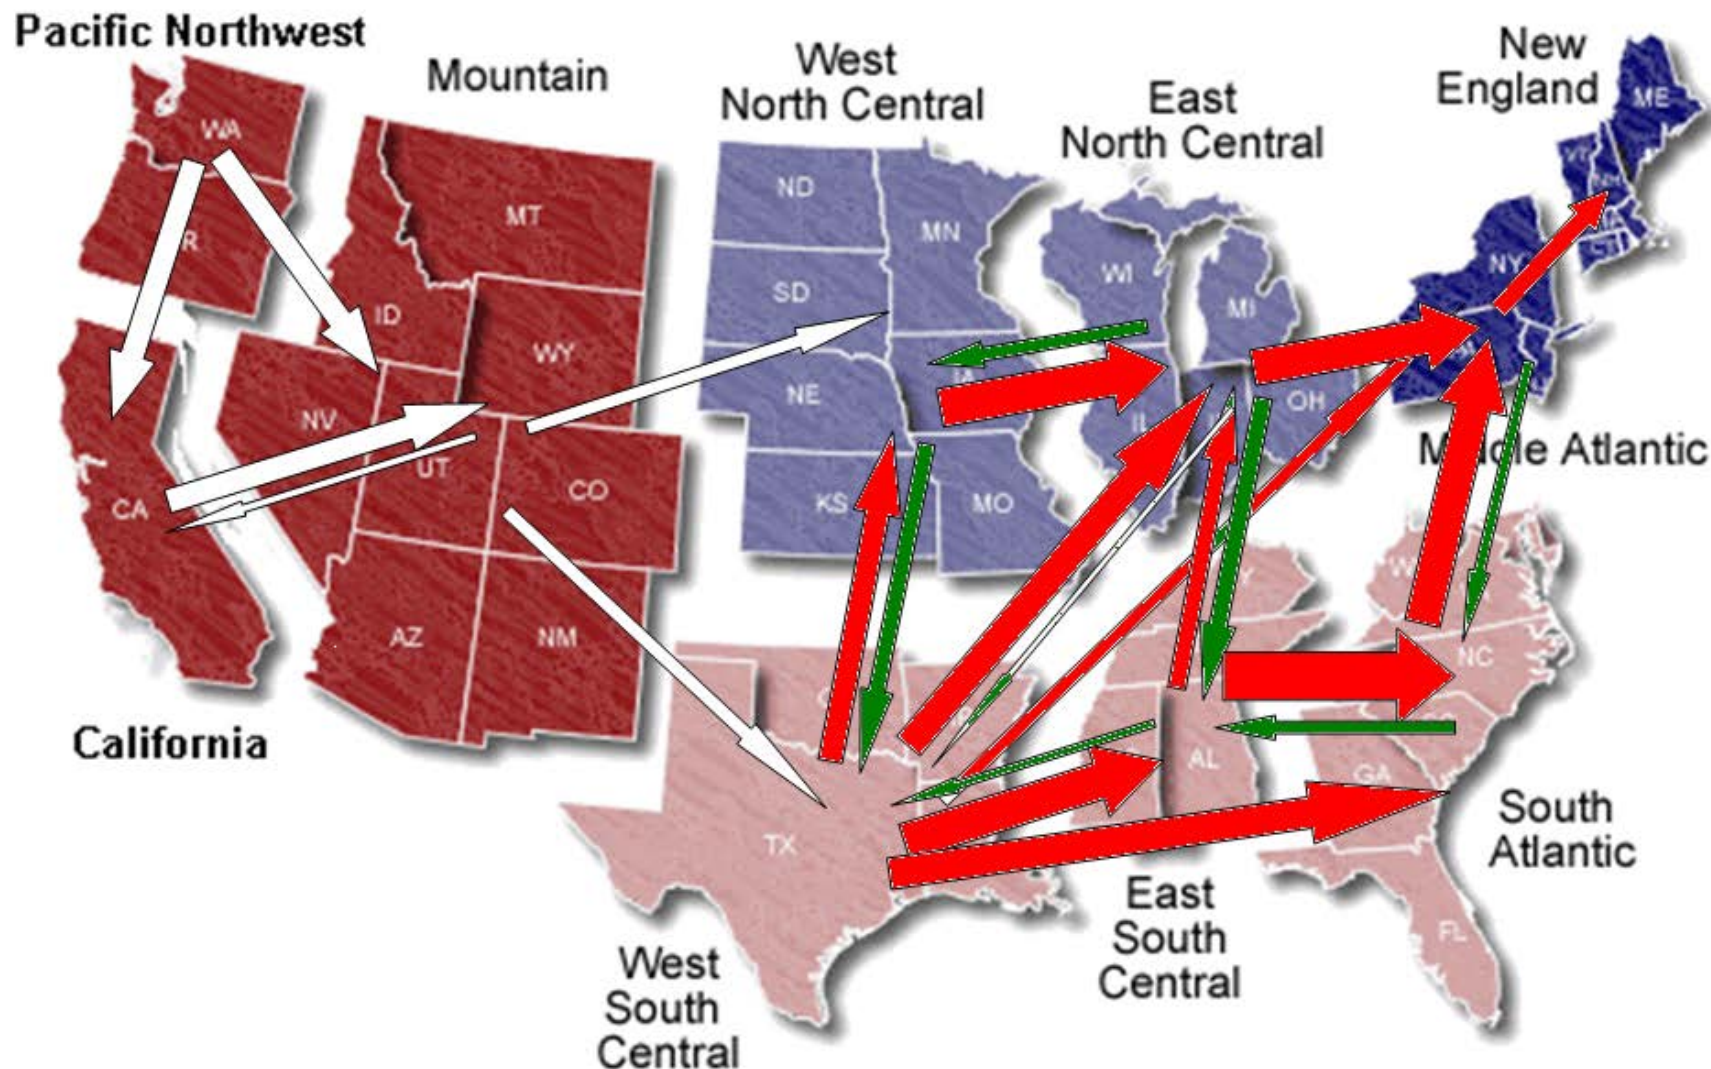 Pacific Northwest
Mountain
West
North Central
East
North Central
New
England
WA
MT
ID
WY
NV
UT
CO
CA
AZ
NM
ND
MN
SD
NE
KS
MO
WI
MI
IL
OH
ME
NY
Middle Atlantic
NC
AL
GA
TX
FL
California
South
Atlantic
East
South
Central
West
South
Central